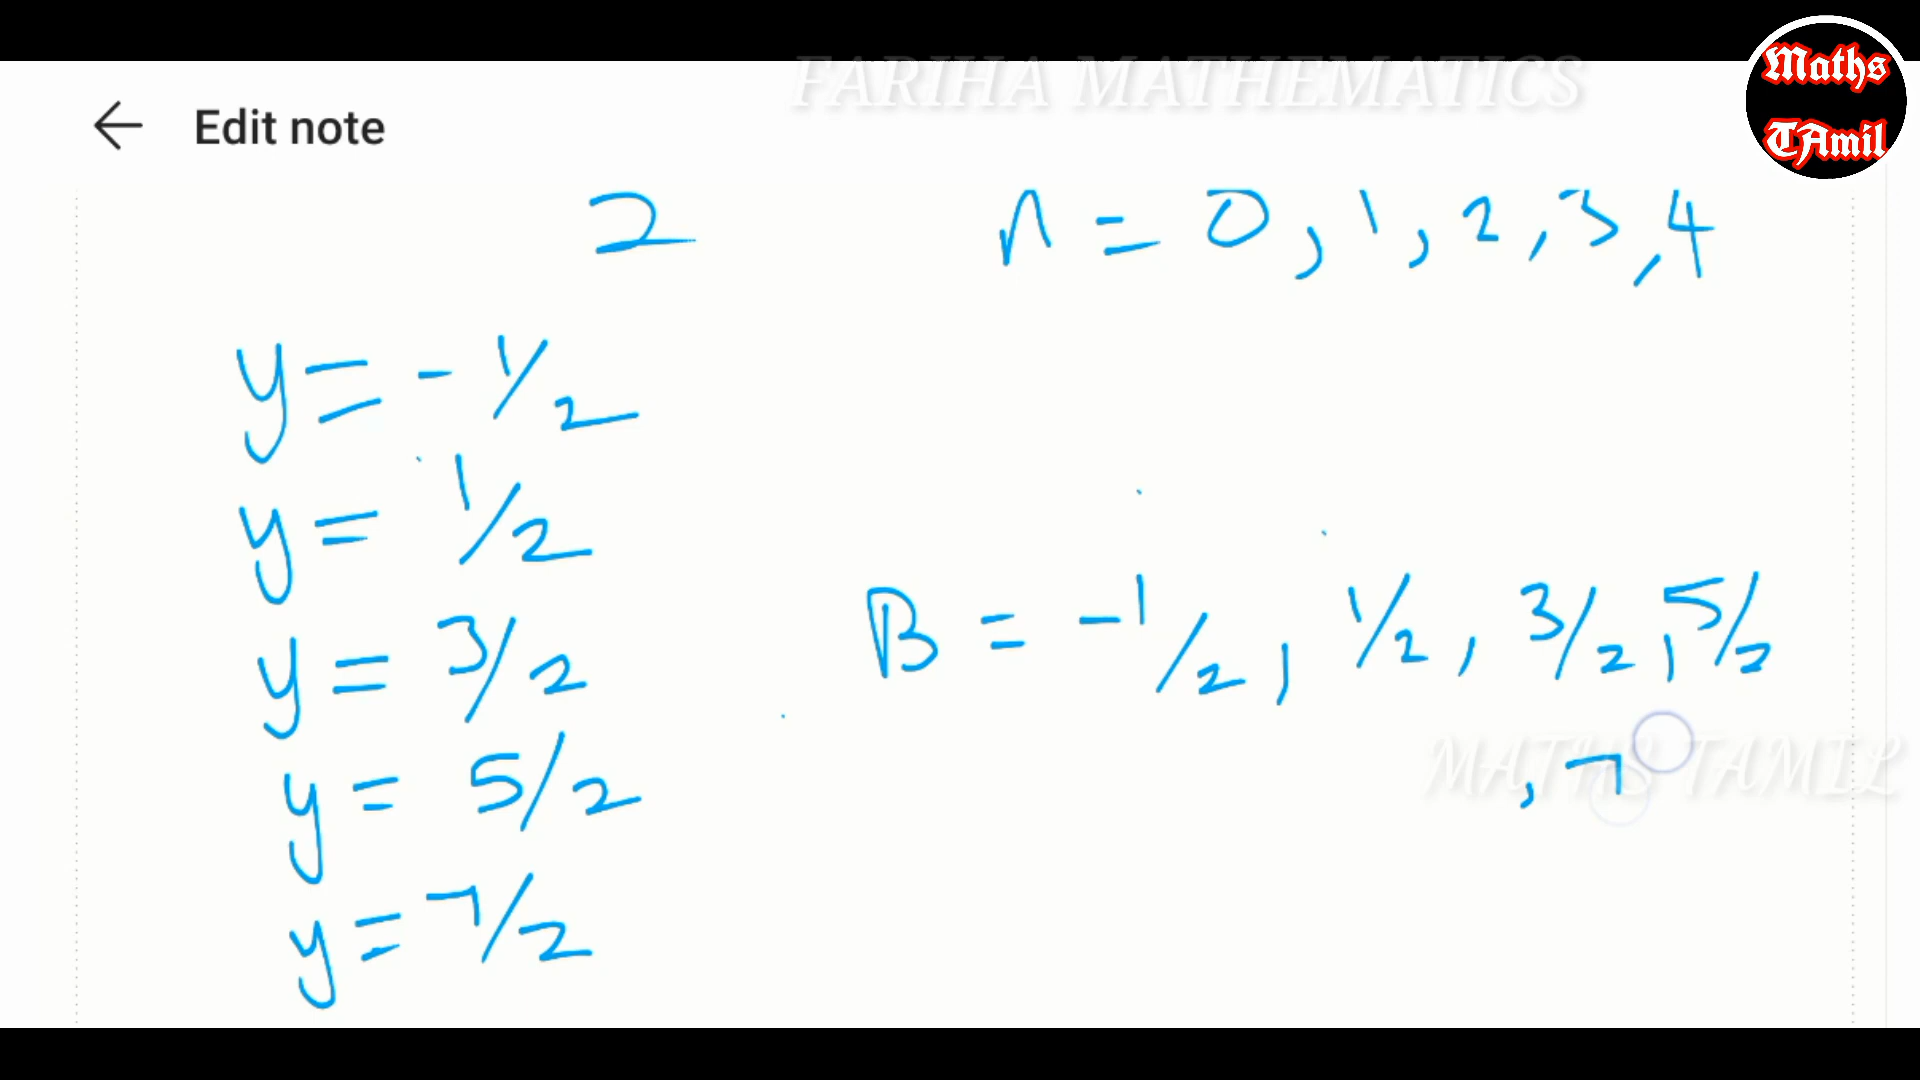 FARIHA MATHEMATICS
Maths
TAmil
Edit note
2
n = 0, 1, 2, 3, 4
y = - 1/2
y = 1/2
y = 3/2
y = 5/2
y = 7/2
B = -1/2, 1/2, 3/2, 5/2
, 7
MATHS TAMIL